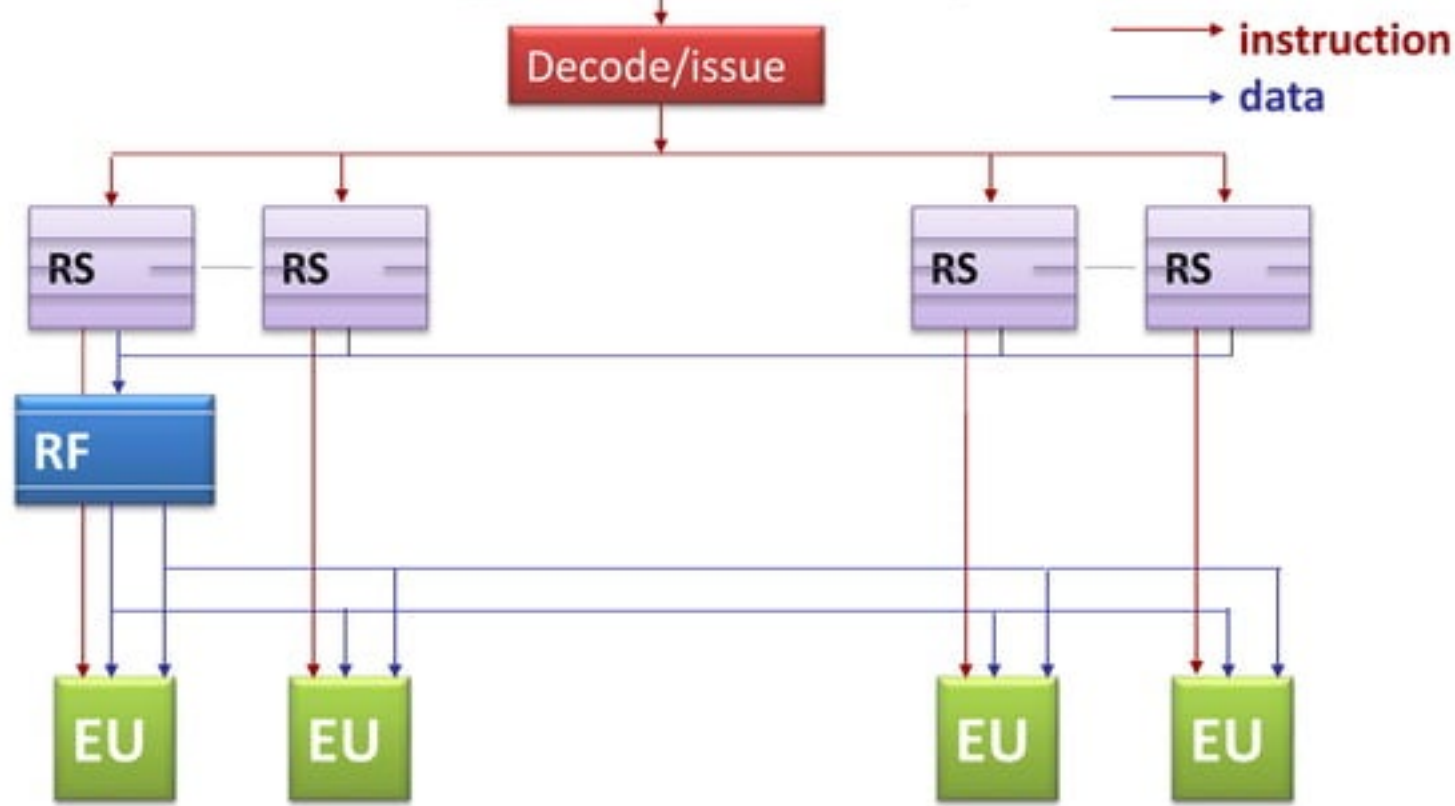 Decode/issue
instruction
data
RS
RS
RS
RS
RF
EU
EU
EU
EU